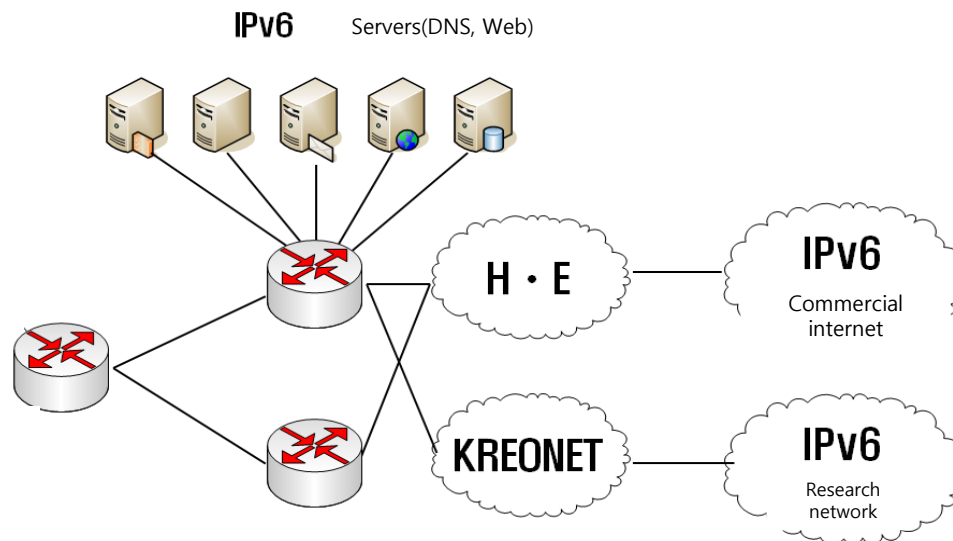 IPv6 Servers(DNS, Web)
H · E
IPv6
Commercial
internet
KREONET
IPv6
Research
network